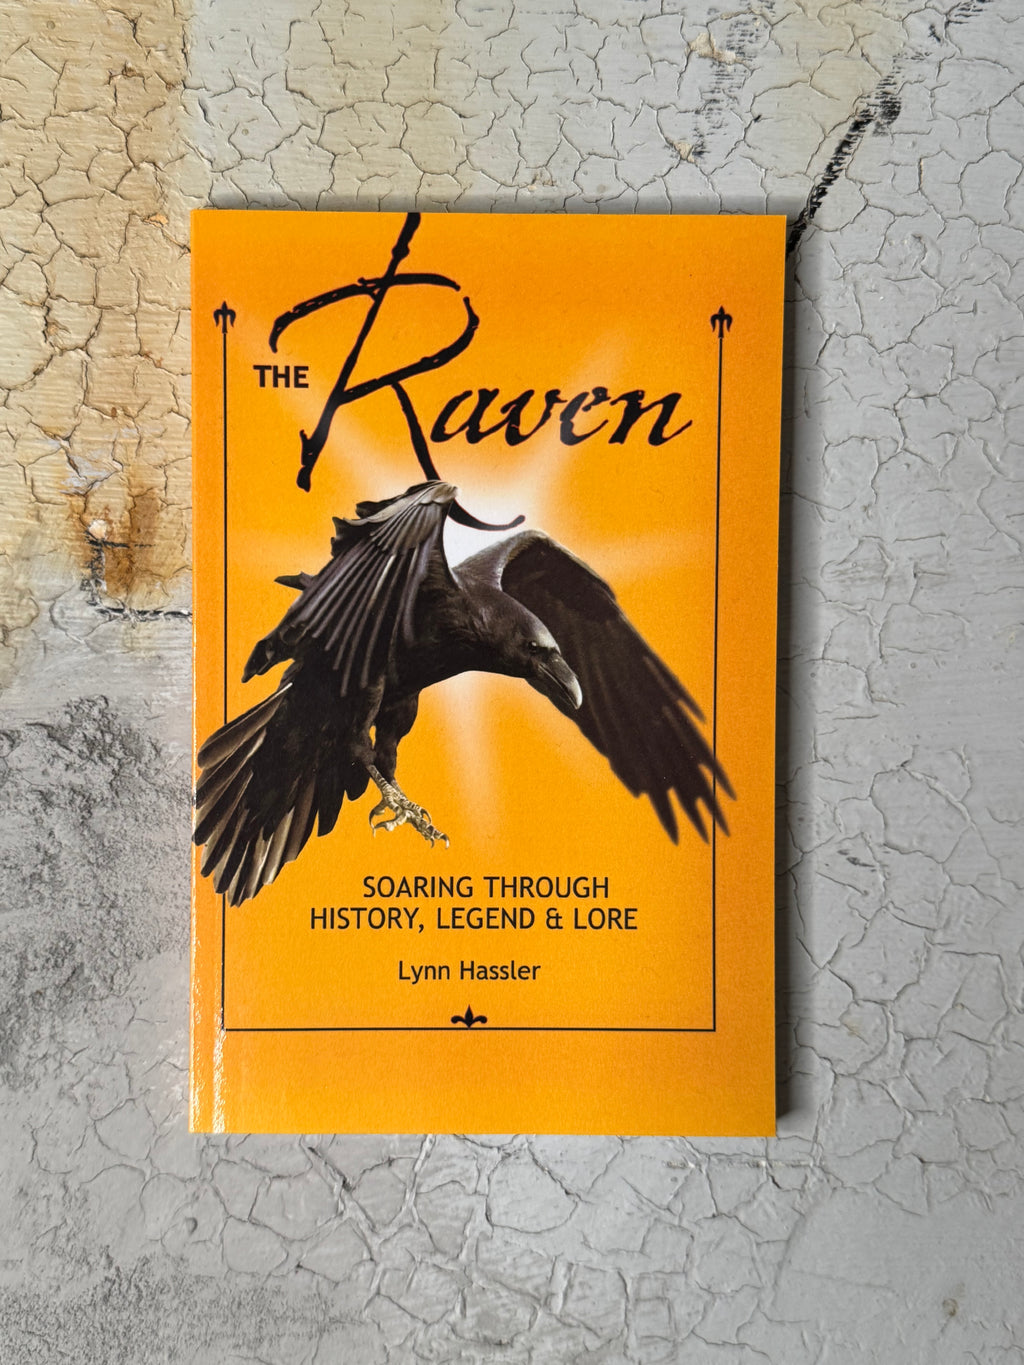 THE Raven
SOARING THROUGH
HISTORY, LEGEND & LORE
Lynn Hassler